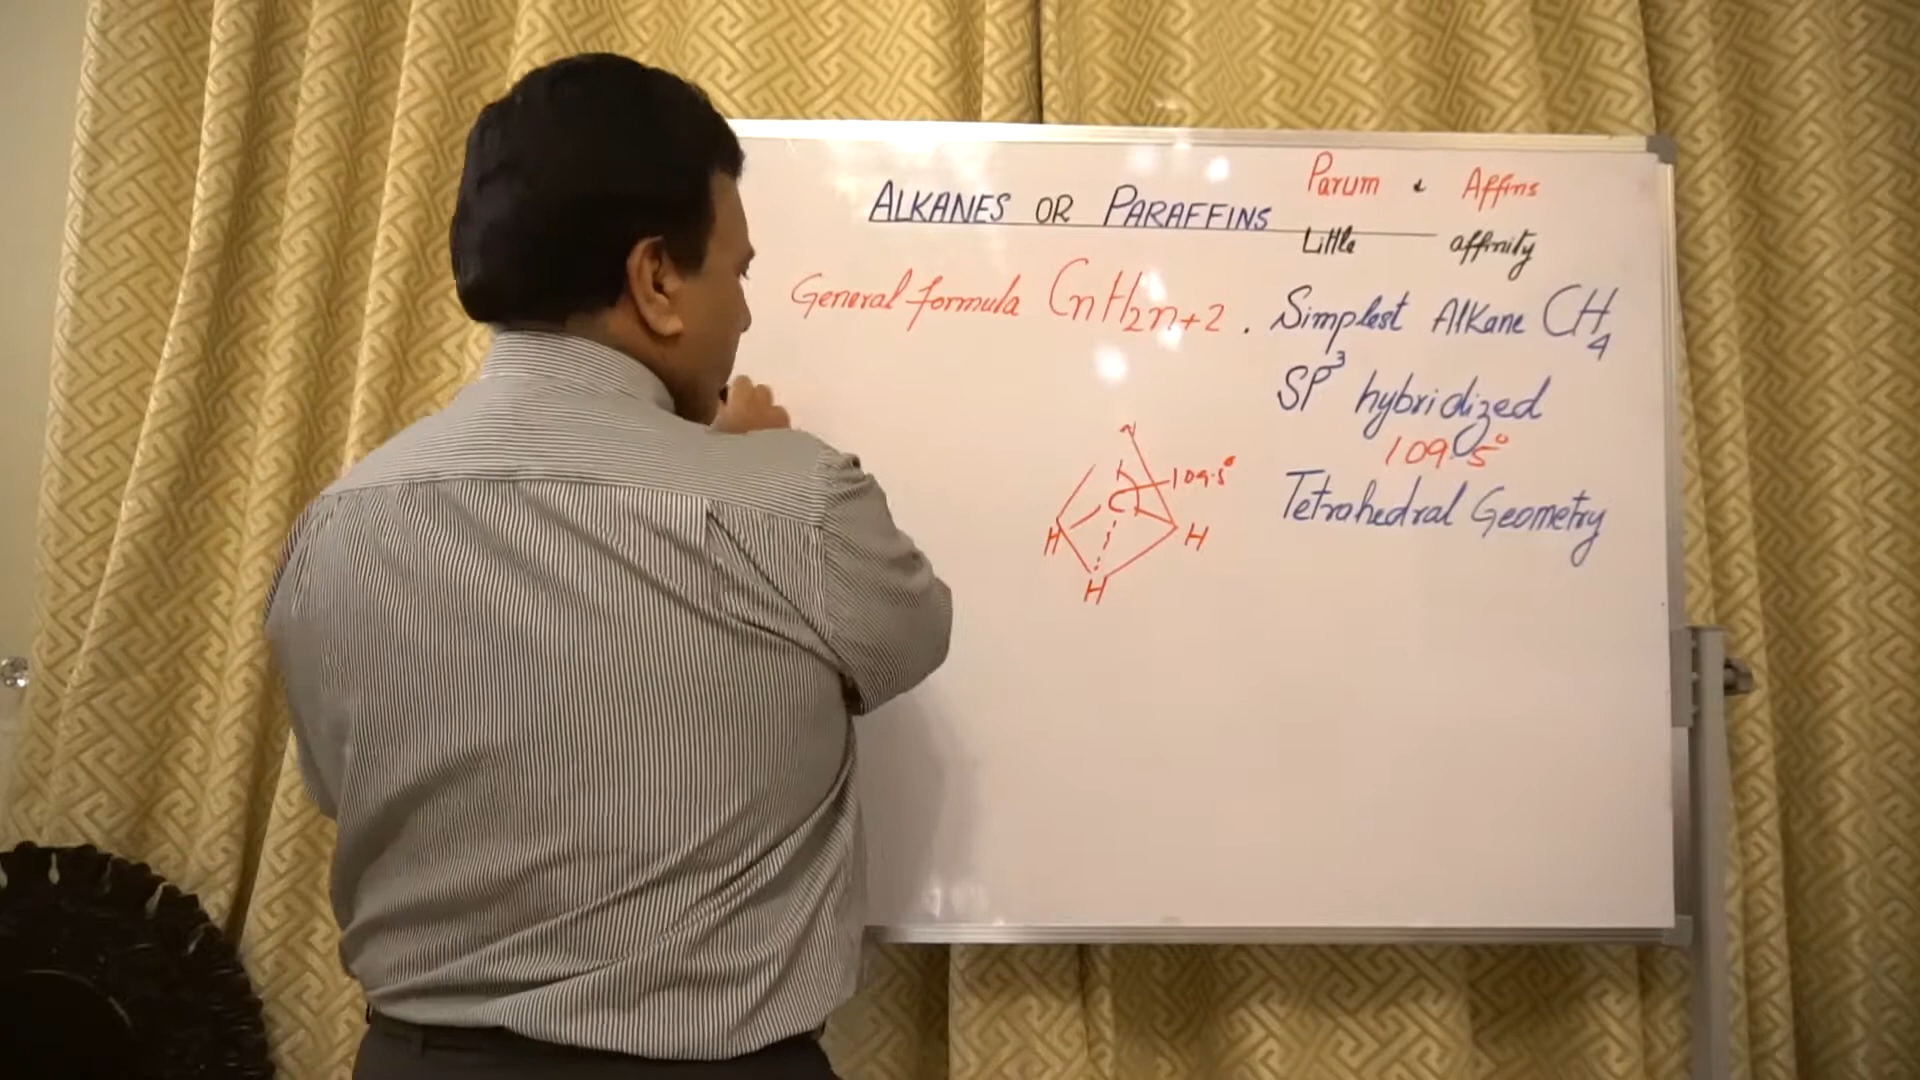 Parum & Affins
ALKANES OR PARAFFINS
Little affinity
General formula CnH2n+2 . Simplest Alkane CH4
SP3 hybridized
109.5°
Tetrahedral Geometry
109.5°
C
H H
H